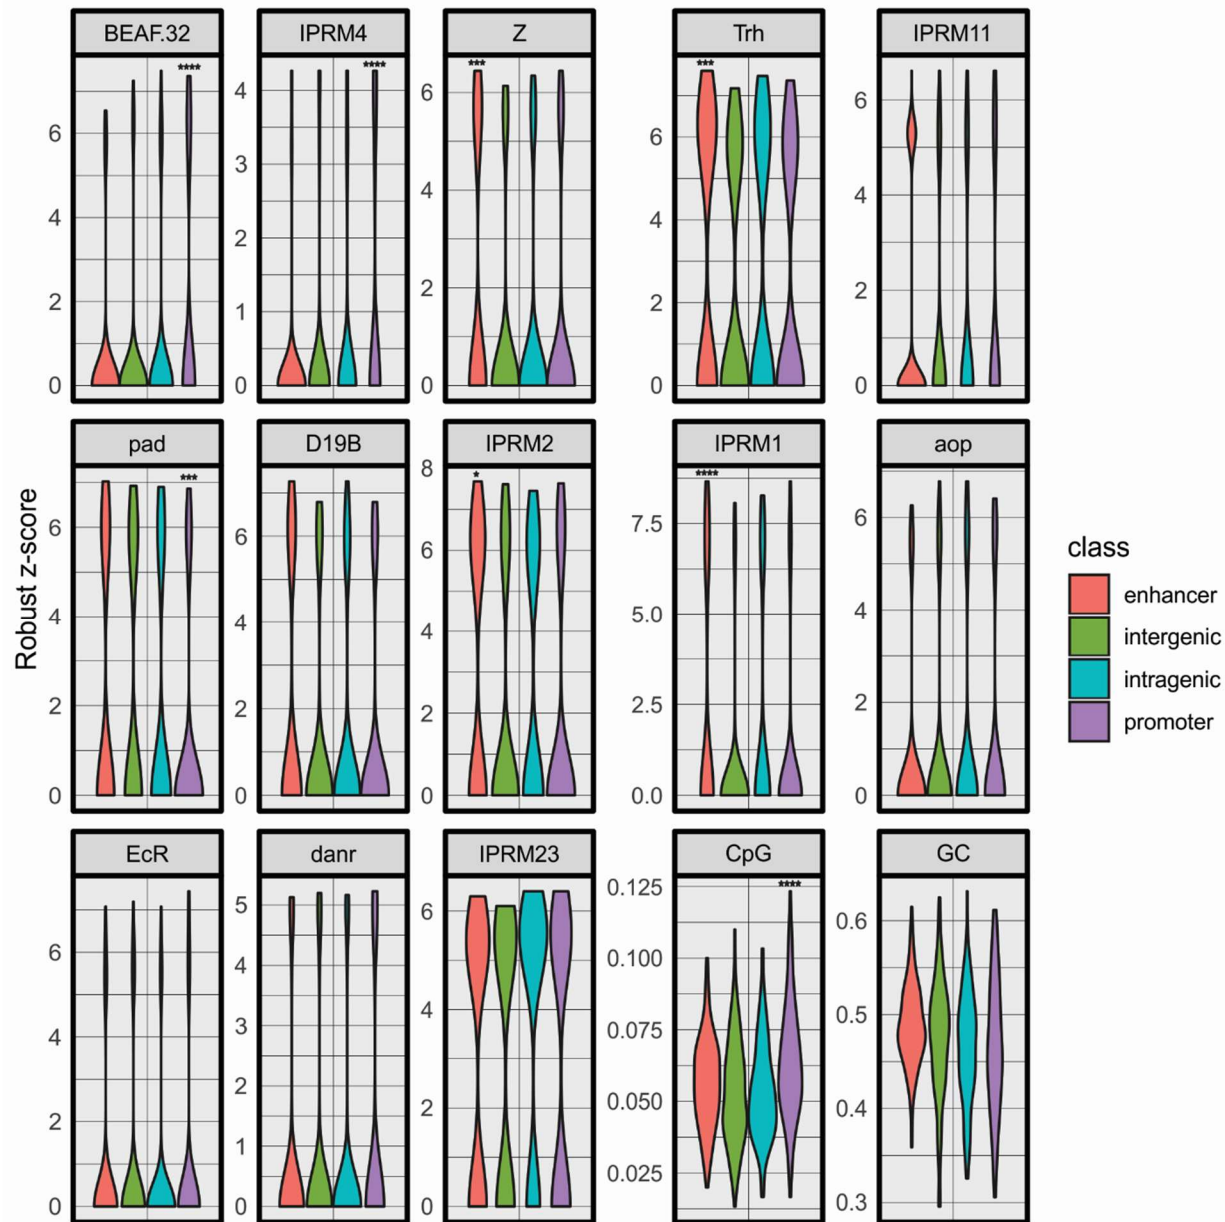 BEAF.32 IPRM4 Z Trh IPRM11
**** **** *** ***
6 4 2 0
4 3 2 1 0
6 4 2 0
6 4 2 0
6 4 2 0
pad D19B IPRM2 IPRM1 aop
*** * ****
6 4 2 0
6 4 2 0
8 6 4 2 0
7.5 5.0 2.5 0.0
6 4 2 0
Robust z-score
class
enhancer
intergenic
intragenic
promoter
EcR danr IPRM23 CpG GC
****
6 4 2 0
5 4 3 2 1 0
6 4 2 0
0.125 0.100 0.075 0.050 0.025
0.6 0.5 0.4 0.3